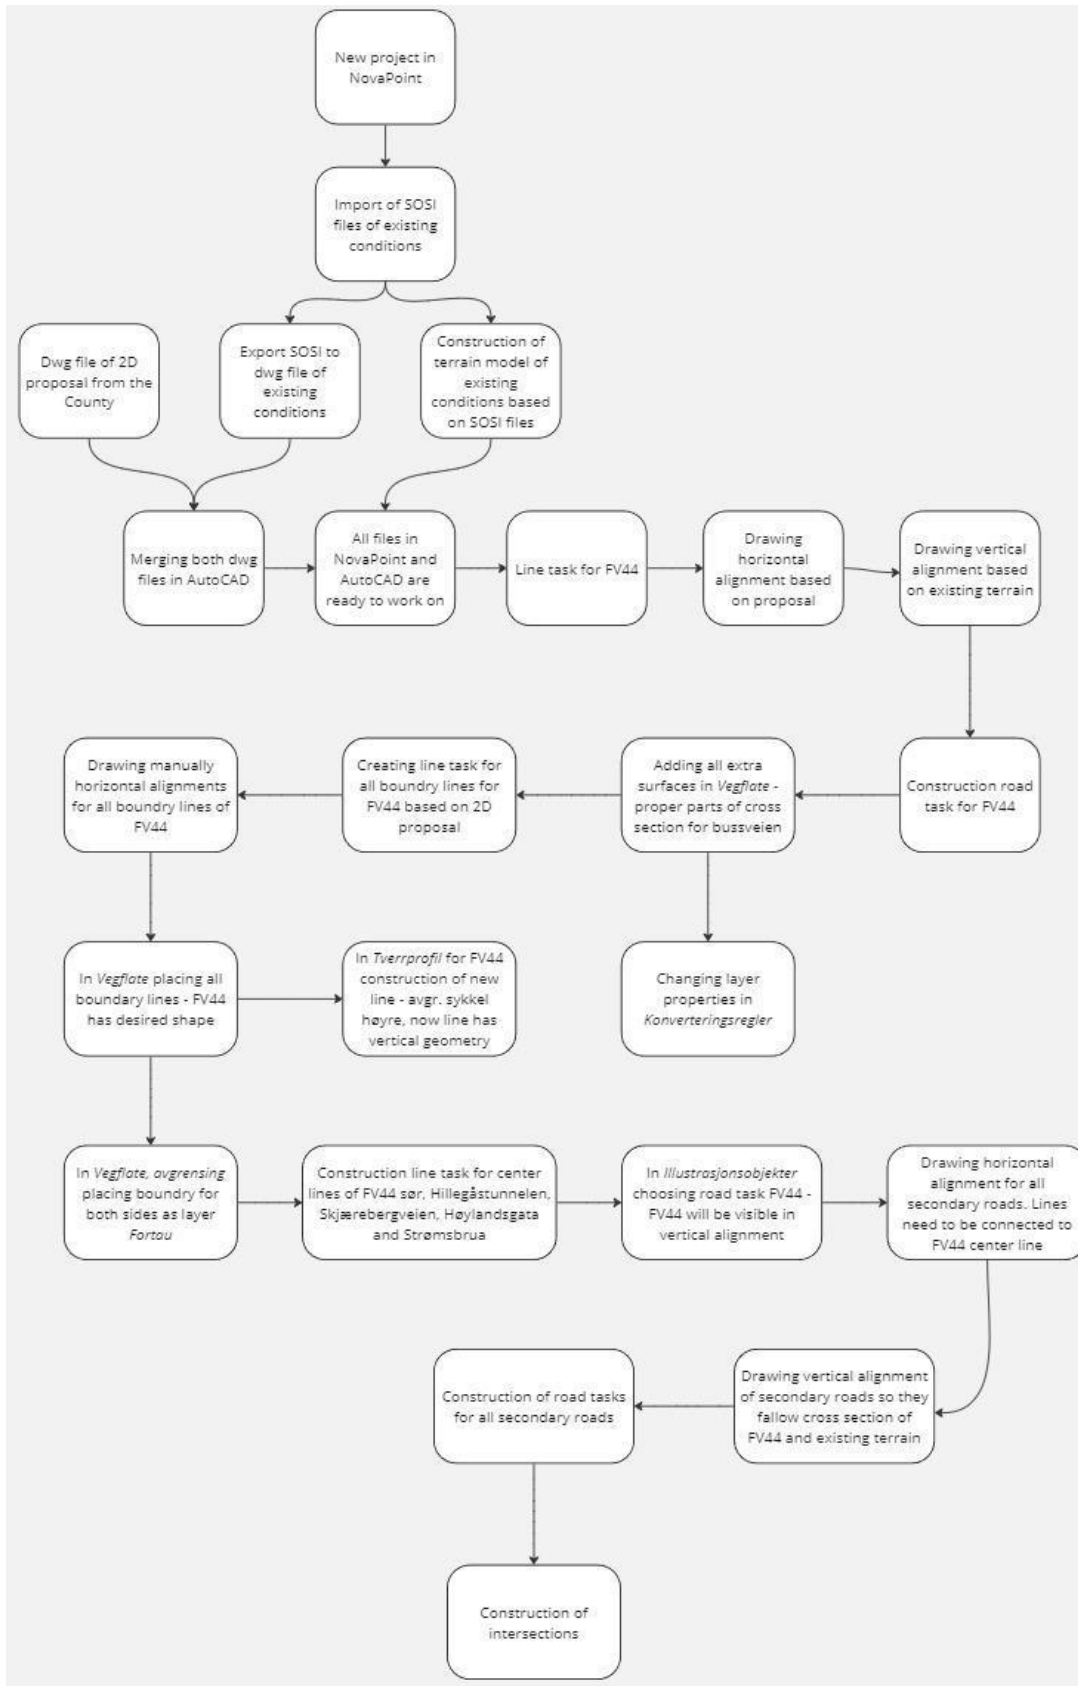 New project in
NovaPoint
Import of SOSI
files of existing
conditions
Dwg file of 2D
proposal from the
County
Export SOSI to
dwg file of
existing
conditions
Construction of
terrain model of
existing
conditions based
on SOSI files
Merging both dwg
files in AutoCAD
All files in
NovaPoint and
AutoCAD are
ready to work on
Line task for FV44
Drawing
horizontal
alignment based
on proposal
Drawing vertical
alignment based
on existing terrain
Drawing manually
horizontal alignments
for all boundry lines of
FV44
Creating line task for
all boundry lines for
FV44 based on 2D
proposal
Adding all extra
surfaces in Vegflate -
proper parts of cross
section for bussveien
Construction road
task for FV44
In Vegflate placing all
boundary lines - FV44
has desired shape
In Tverrprofil for FV44
construction of new
line - avgr. sykkel
høyre, now line has
vertical geometry
Changing layer
properties in
Konverteringsregler
In Vegflate, avgrensing
placing boundry for
both sides as layer
Fortau
Construction line task for center
lines of FV44 sør, Hillegåstunnelen,
Skjærebergveien, Høylandsgata
and Strømsbrua
In Illustrasjonsobjekter
choosing road task FV44 -
FV44 will be visible in
vertical alignment
Drawing horizontal
alignment for all
secondary roads. Lines
need to be connected to
FV44 center line
Construction of road tasks
for all secondary roads
Drawing vertical alignment
of secondary roads so they
fallow cross section of
FV44 and existing terrain
Construction of
intersections